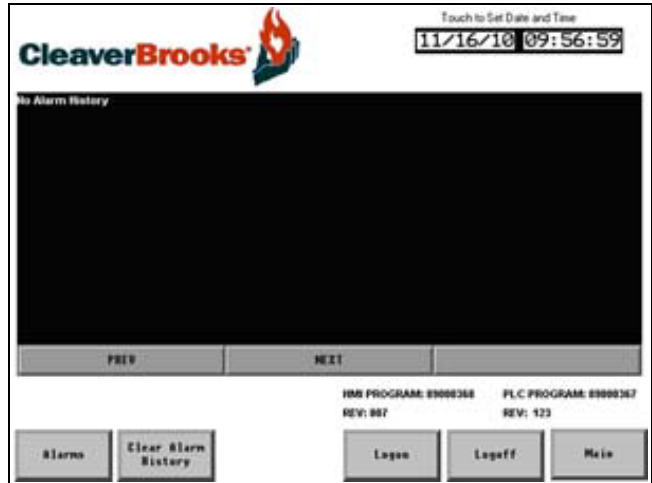 Touch to Set Date and Time
11/16/10 09:56:59
CleaverBrooks
No Alarm History
PREV
NEXT
HMI PROGRAM: 89000368
REV: 007
PLC PROGRAM: 89000367
REV: 123
Alarms
Clear Alarm
History
Logon
Logoff
Main